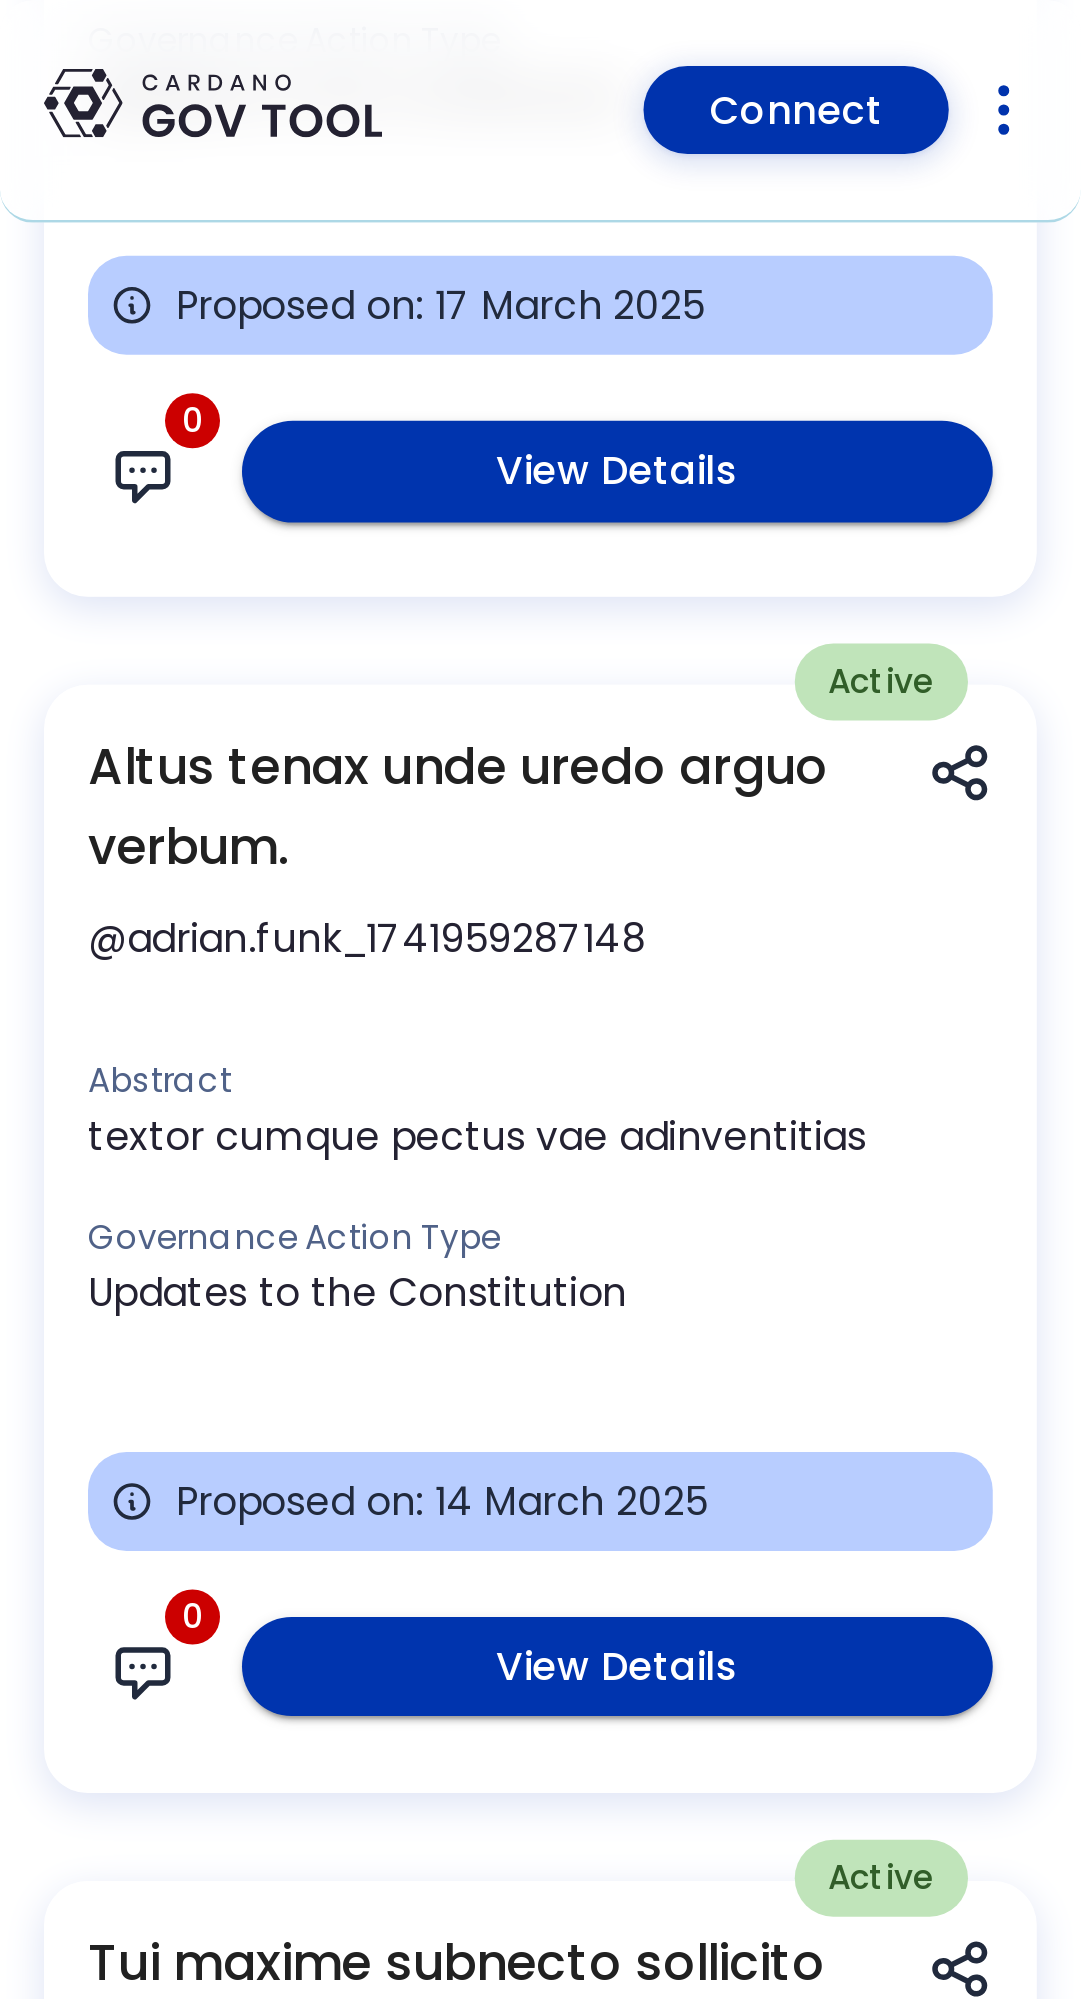 Governance Action Type
CARDANO
GOV TOOL
Connect
Proposed on: 17 March 2025
0
View Details
Active
Altus tenax unde uredo arguo
verbum.
@adrian.funk_1741959287148
Abstract
textor cumque pectus vae adinventitias
Governance Action Type
Updates to the Constitution
Proposed on: 14 March 2025
0
View Details
Active
Tui maxime subnecto sollicito